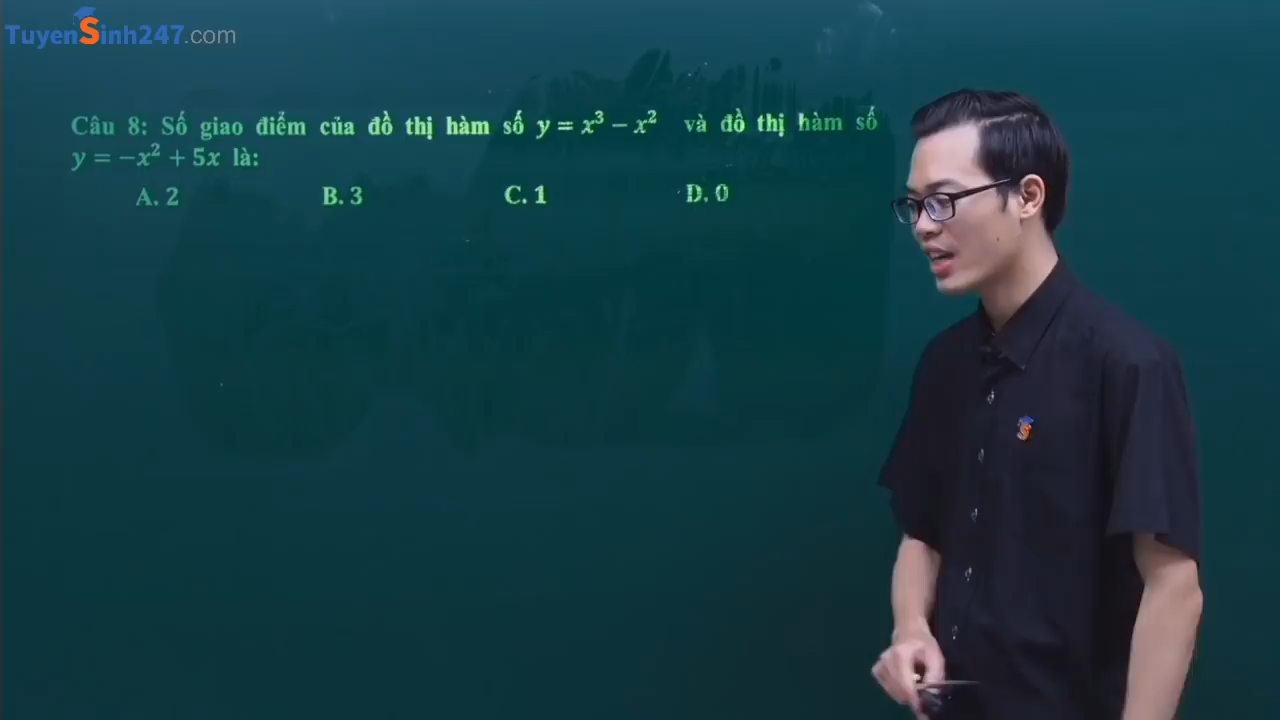 TuyenSinh247.com
Câu 8: Số giao điểm của đồ thị hàm số y = x³ − x² và đồ thị hàm số
y = −x² + 5x là:
A. 2 B. 3 C. 1 D. 0